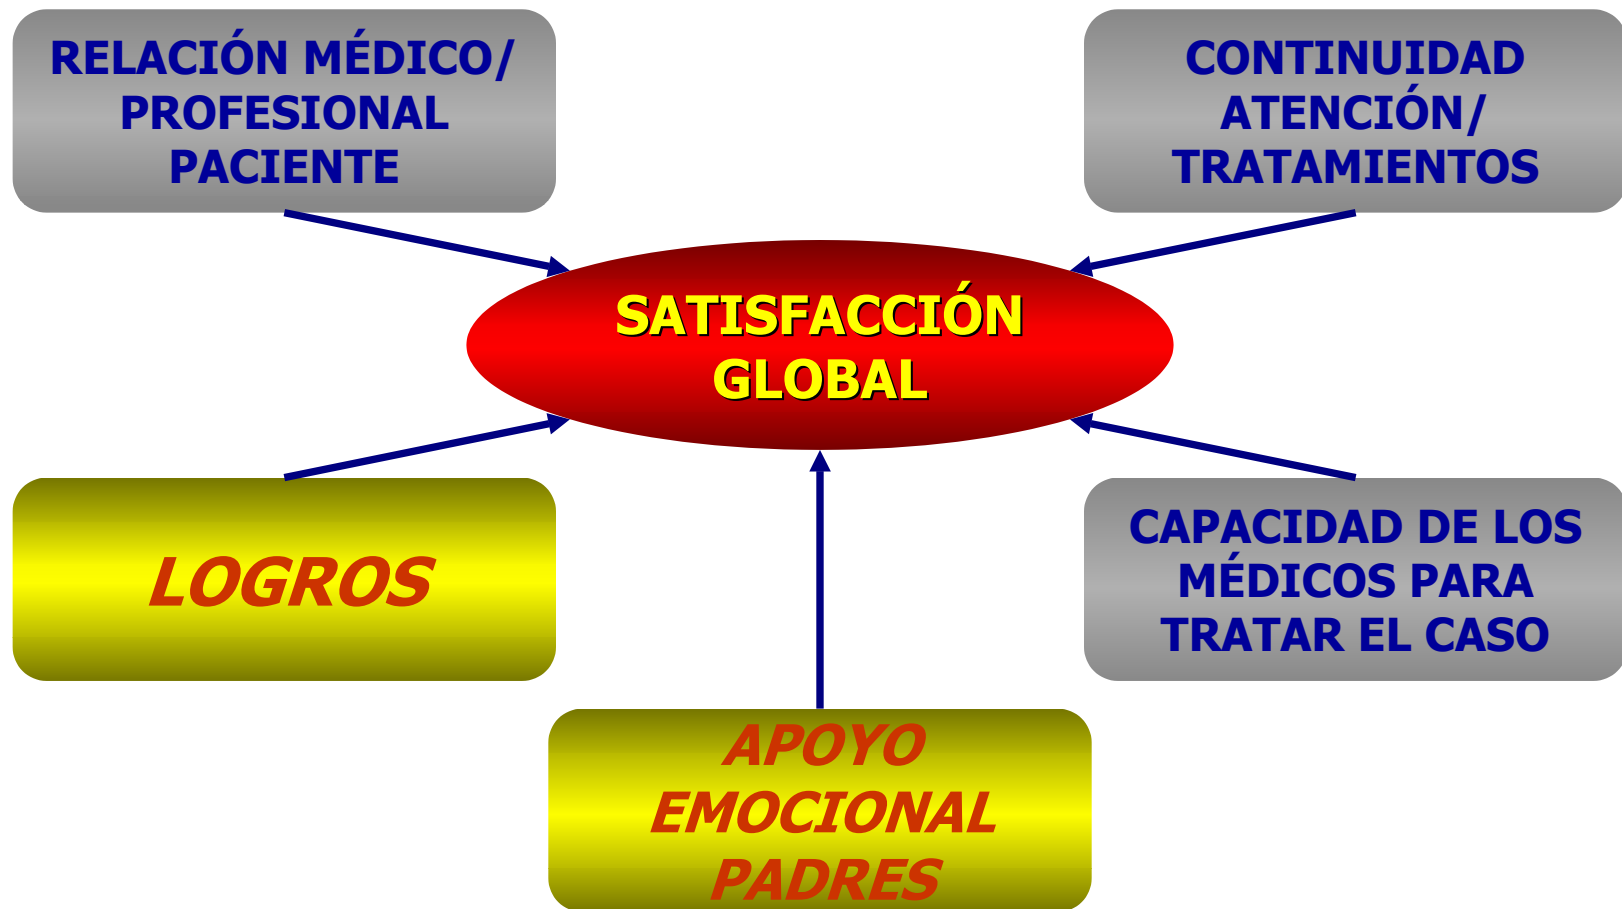 RELACIÓN MÉDICO/
PROFESIONAL
PACIENTE
CONTINUIDAD
ATENCIÓN/
TRATAMIENTOS
SATISFACCIÓN
GLOBAL
LOGROS
CAPACIDAD DE LOS
MÉDICOS PARA
TRATAR EL CASO
APOYO
EMOCIONAL
PADRES